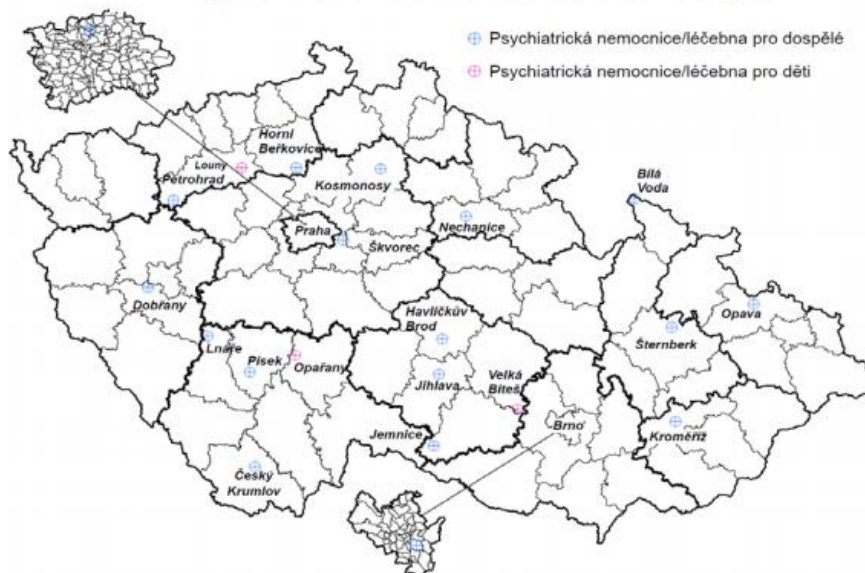 Psychiatrická nemocnice/léčebna pro dospělé
Psychiatrická nemocnice/léčebna pro děti
Horní
Beřkovice
Louny
Petrohrad
Kosmonosy
Bílá
Voda
Praha
Nechanice
Škvorec
Dobřany
Havlíčkův
Brod
Opava
Lnáře
Písek
Opařany
Šternberk
Jihlava
Velká
Bíteš
Brno
Kroměříž
Jemnice
Český
Krumlov